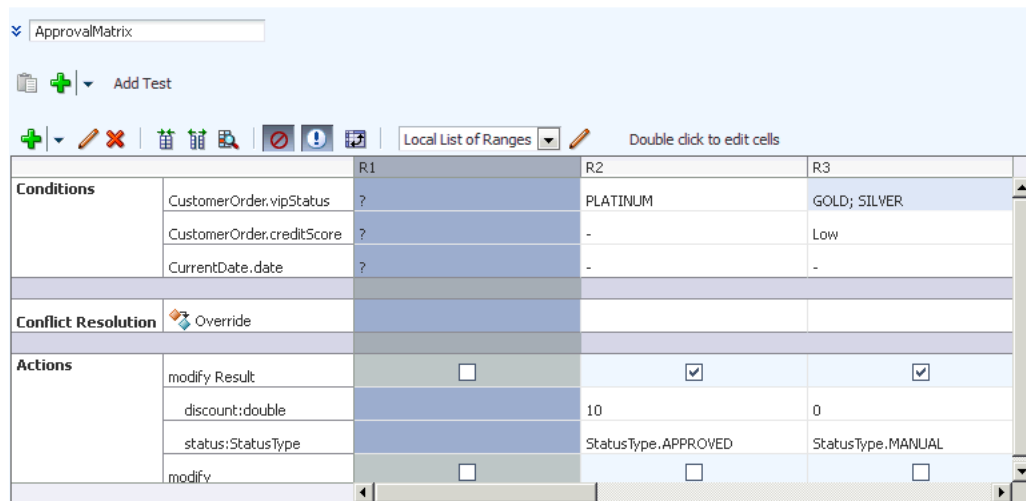 ApprovalMatrix
Add Test
Local List of Ranges Double click to edit cells
R1 R2 R3
Conditions CustomerOrder.vipStatus ? PLATINUM GOLD; SILVER
CustomerOrder.creditScore ? - Low
CurrentDate.date ? - -
Conflict Resolution Override
Actions modify Result
discount:double 10 0
status:StatusType StatusType.APPROVED StatusType.MANUAL
modify